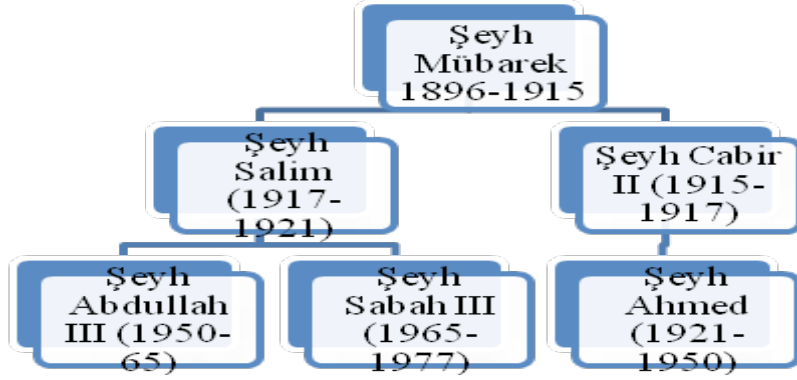 Şeyh
Mübarek
1896-1915
Şeyh
Salim
(1917-
1921)
Şeyh Cabir
II (1915-
1917)
Şeyh
Abdullah
III (1950-
65)
Şeyh
Sabah III
(1965-
1977)
Şeyh
Ahmed
(1921-
1950)